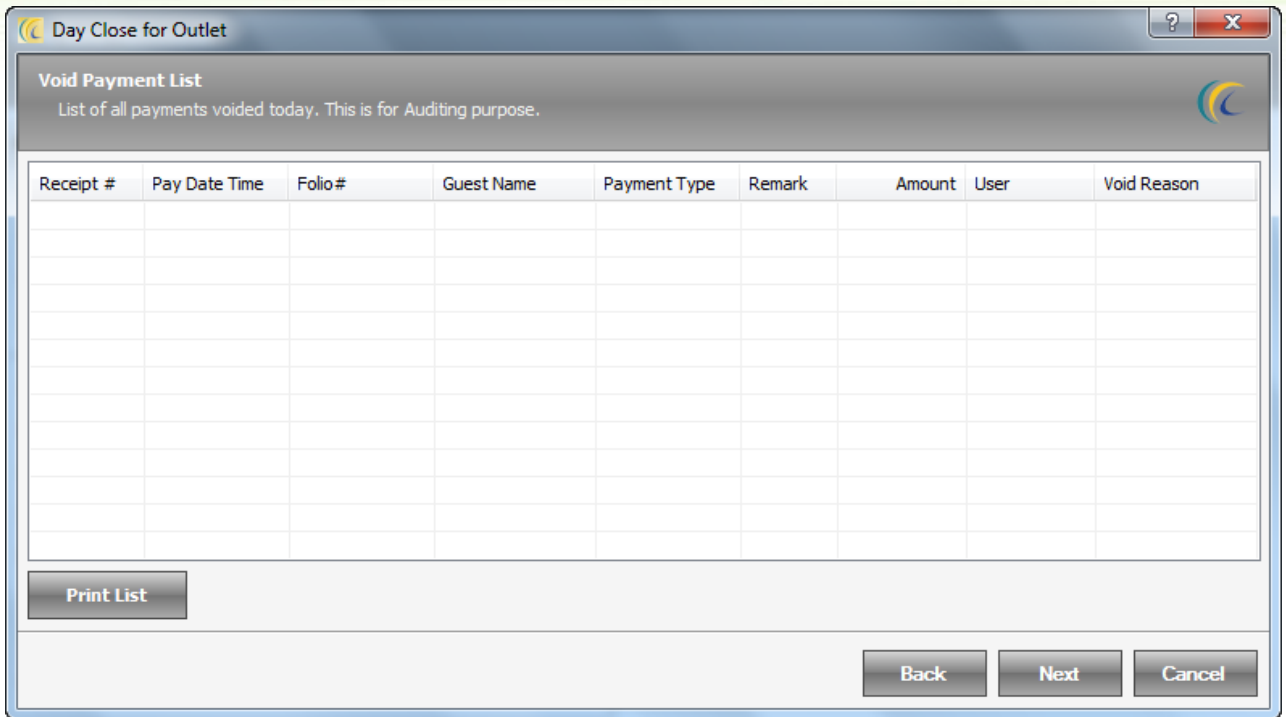 Day Close for Outlet
Void Payment List
List of all payments voided today. This is for Auditing purpose.
Receipt # Pay Date Time Folio# Guest Name Payment Type Remark Amount User Void Reason
Print List
Back Next Cancel